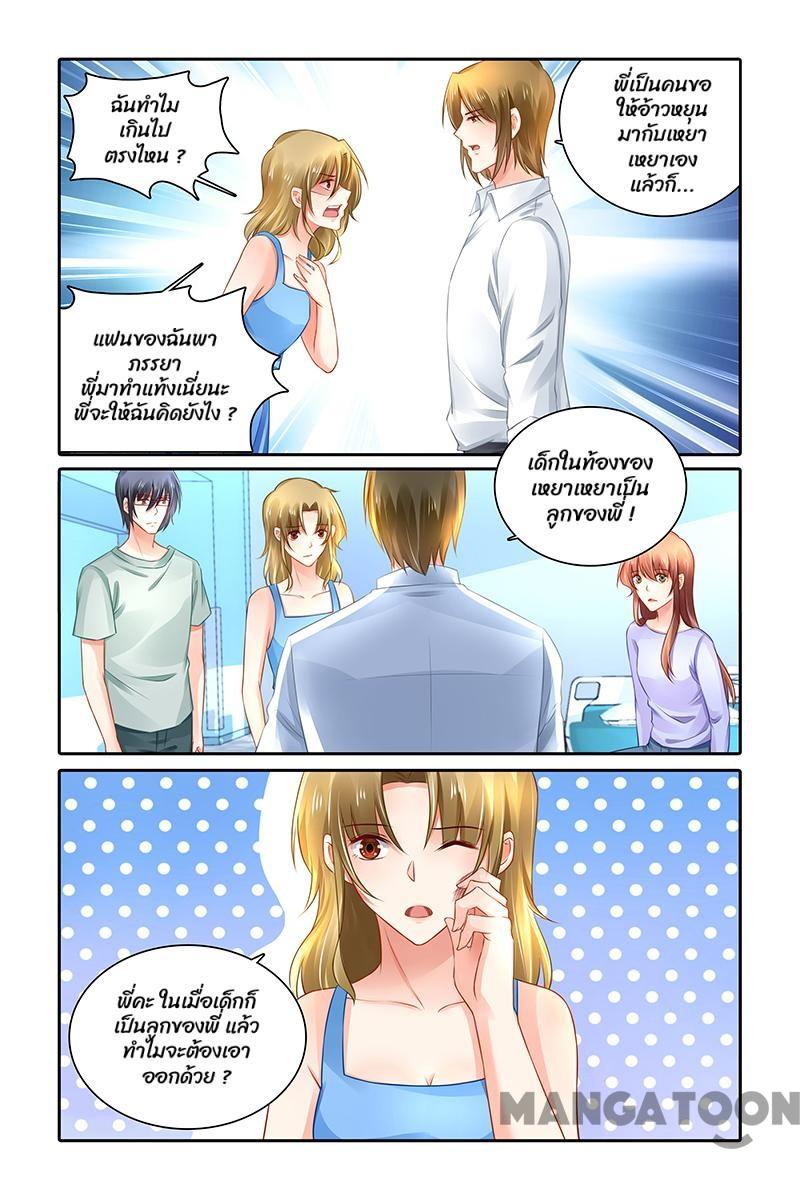 ฉันทำไม
เกินไป
ตรงไหน ?
พี่เป็นคนขอ
ให้อ้าวหยุน
มากับเหยา
เหยาเอง
แล้วก็...
แฟนของฉันพา
ภรรยา
พี่มาทำแท้งเนี่ยนะ
พี่จะให้ฉันคิดยังไง ?
เด็กในท้องของ
เหยาเหยาเป็น
ลูกของพี่ !
พี่คะ ในเมื่อเด็กก็
เป็นลูกของพี่ แล้ว
ทำไมจะต้องเอา
ออกด้วย ?
MANGATOON